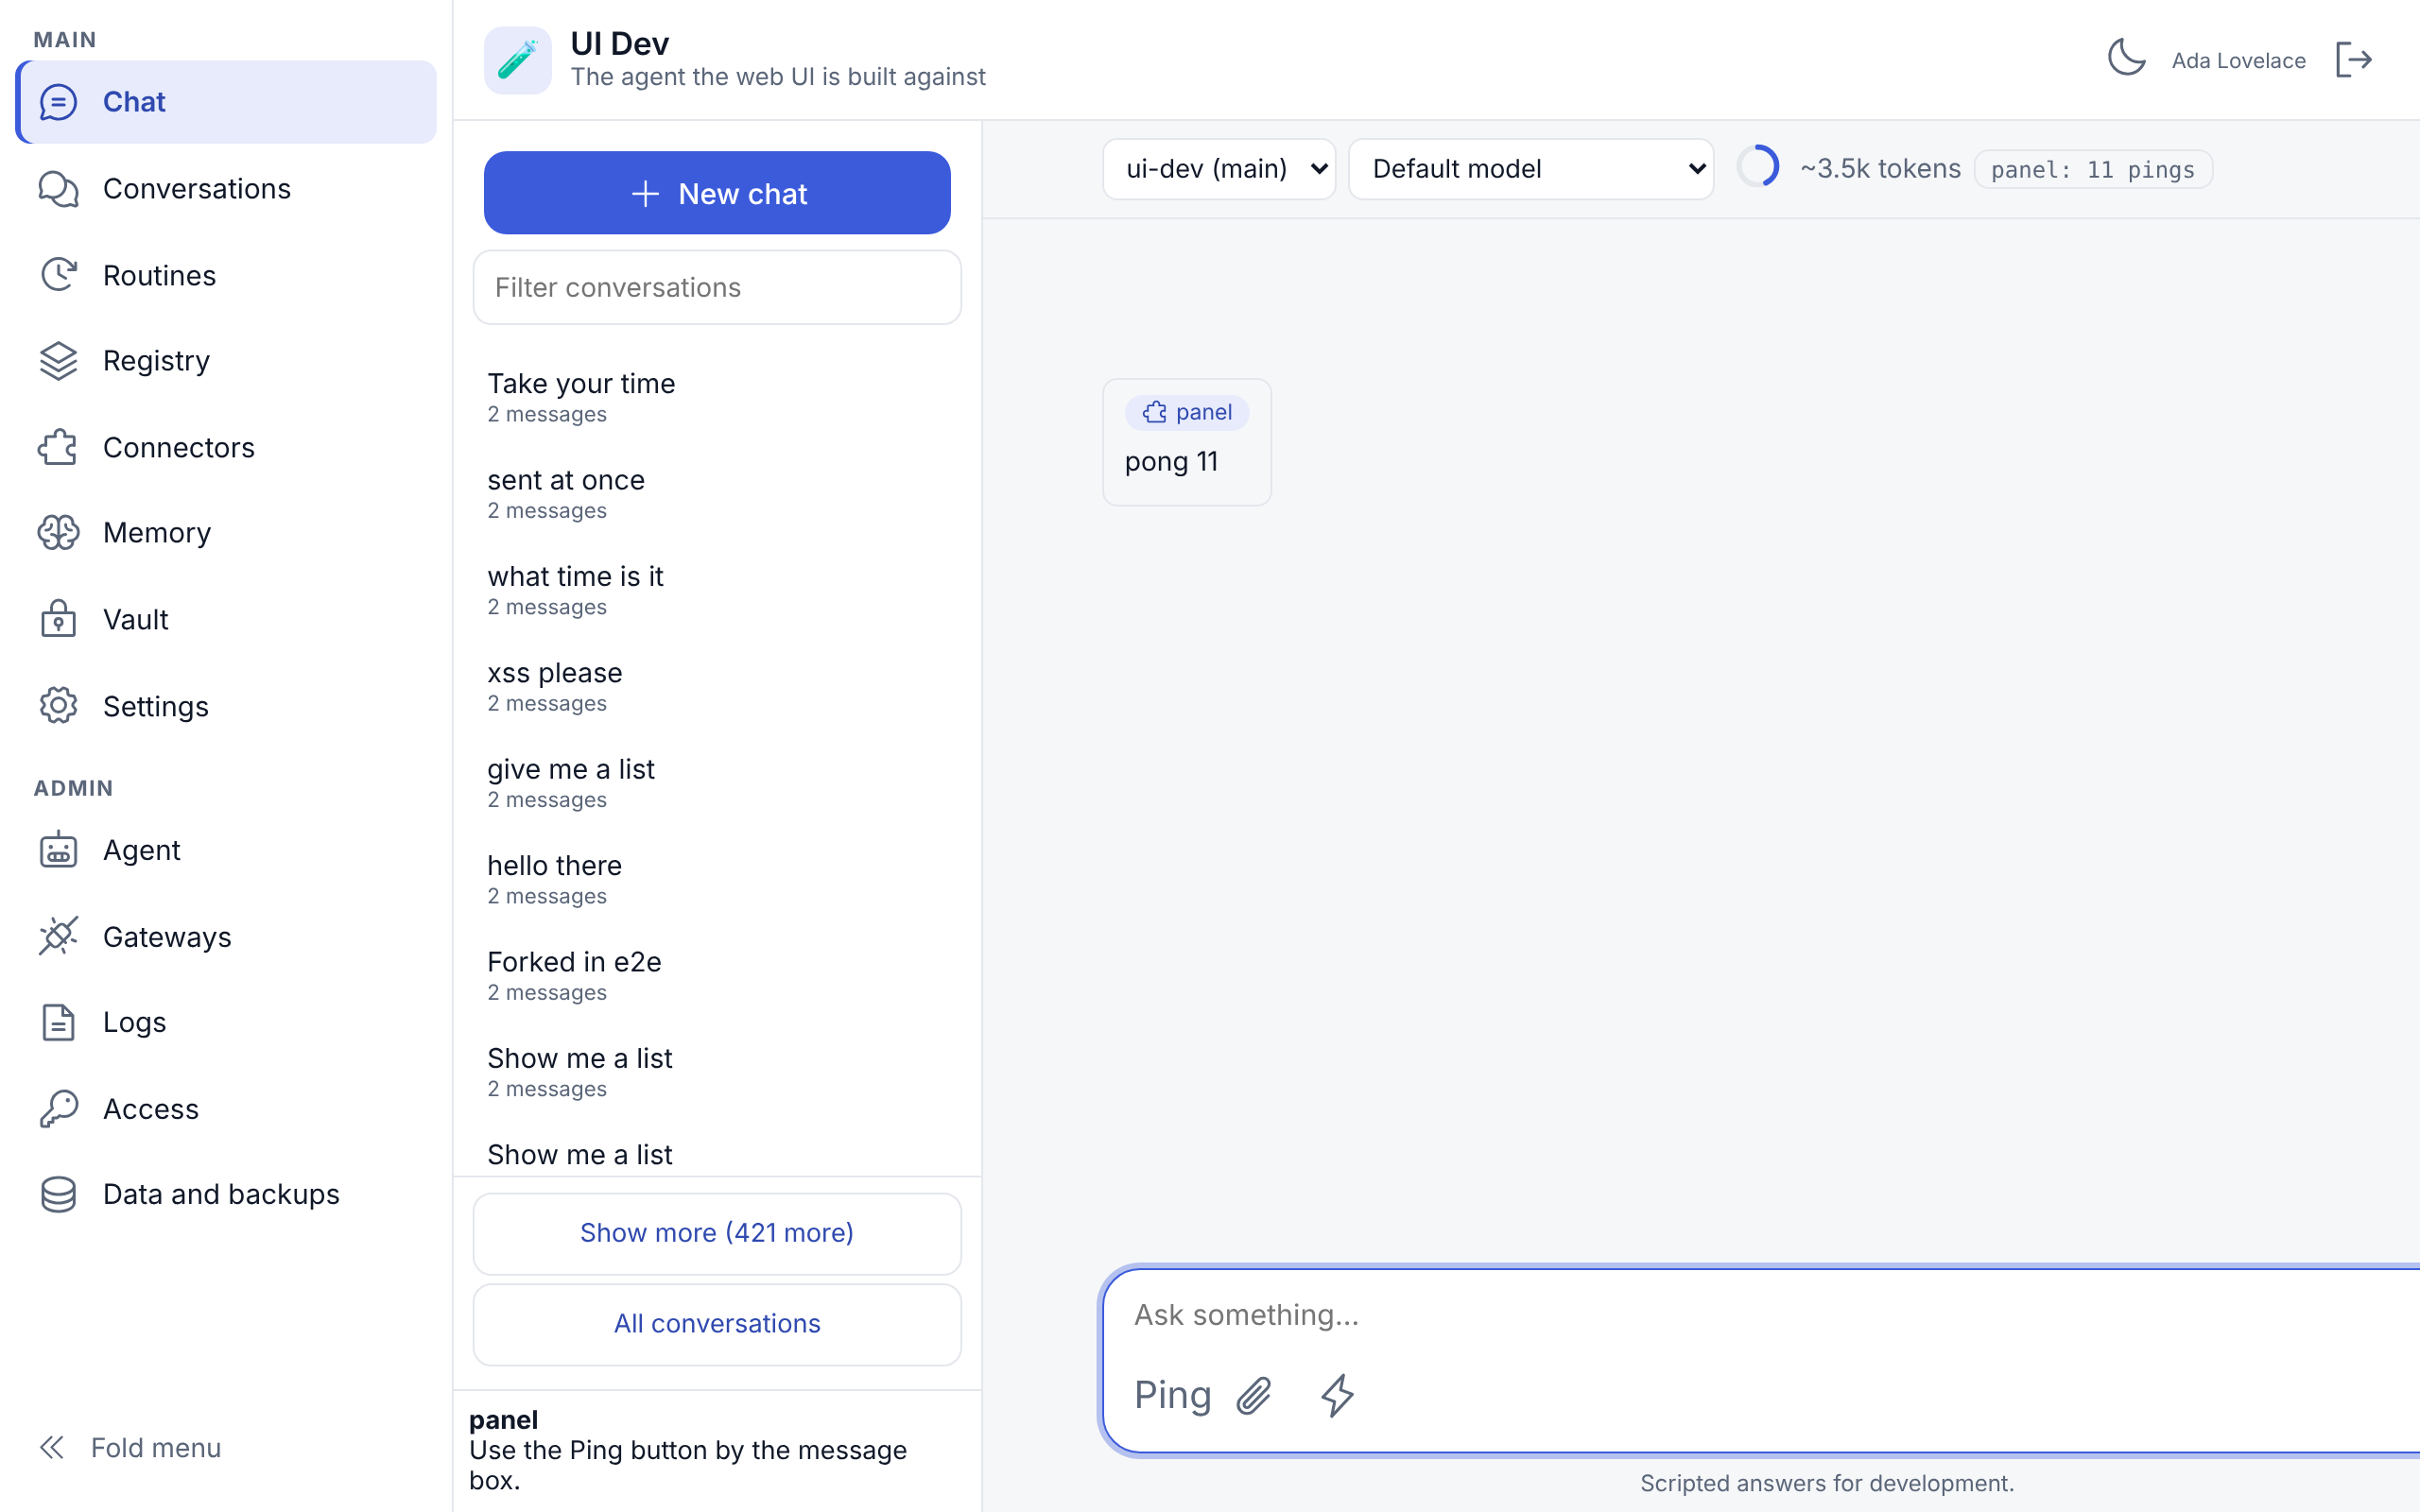 MAIN
Chat
Conversations
Routines
Registry
Connectors
Memory
Vault
Settings
ADMIN
Agent
Gateways
Logs
Access
Data and backups
Fold menu
UI Dev
The agent the web UI is built against
Ada Lovelace
New chat
Filter conversations
Take your time
2 messages
sent at once
2 messages
what time is it
2 messages
xss please
2 messages
give me a list
2 messages
hello there
2 messages
Forked in e2e
2 messages
Show me a list
2 messages
Show me a list
Show more (421 more)
All conversations
panel
Use the Ping button by the message
box.
ui-dev (main)
Default model
~3.5k tokens
panel: 11 pings
panel
pong 11
Ask something...
Ping
Scripted answers for development.